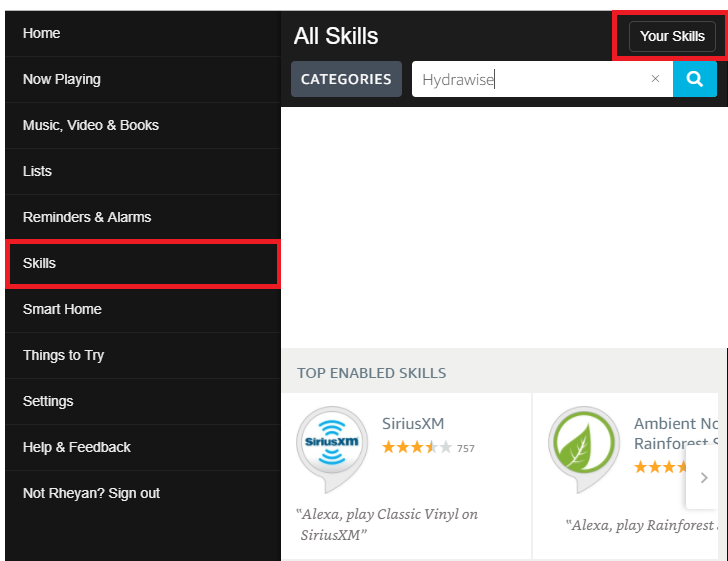 Home
Now Playing
Music, Video & Books
Lists
Reminders & Alarms
Skills
Smart Home
Things to Try
Settings
Help & Feedback
Not Rheyan? Sign out
All Skills
Your Skills
CATEGORIES
Hydrawise
×
TOP ENABLED SKILLS
SiriusXM
SiriusXM
757
"Alexa, play Classic Vinyl on
SiriusXM"
Ambient
Rainforest
"Alexa, play Rainforest